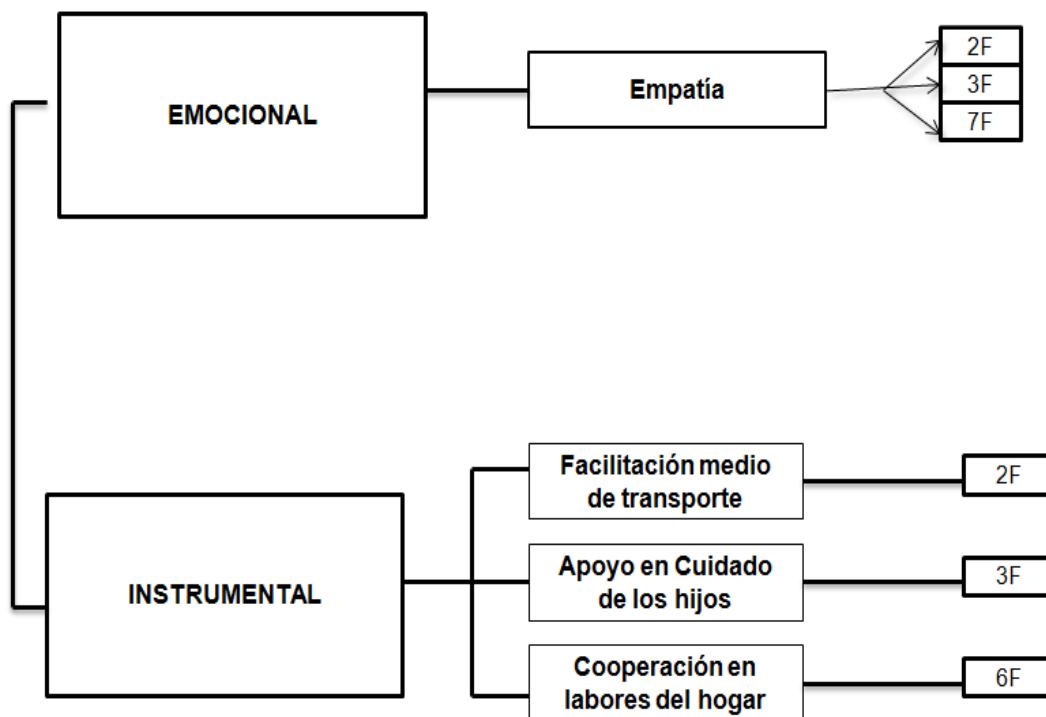 EMOCIONAL
Empatía
2F
3F
7F
INSTRUMENTAL
Facilitación medio
de transporte
2F
Apoyo en Cuidado
de los hijos
3F
Cooperación en
labores del hogar
6F